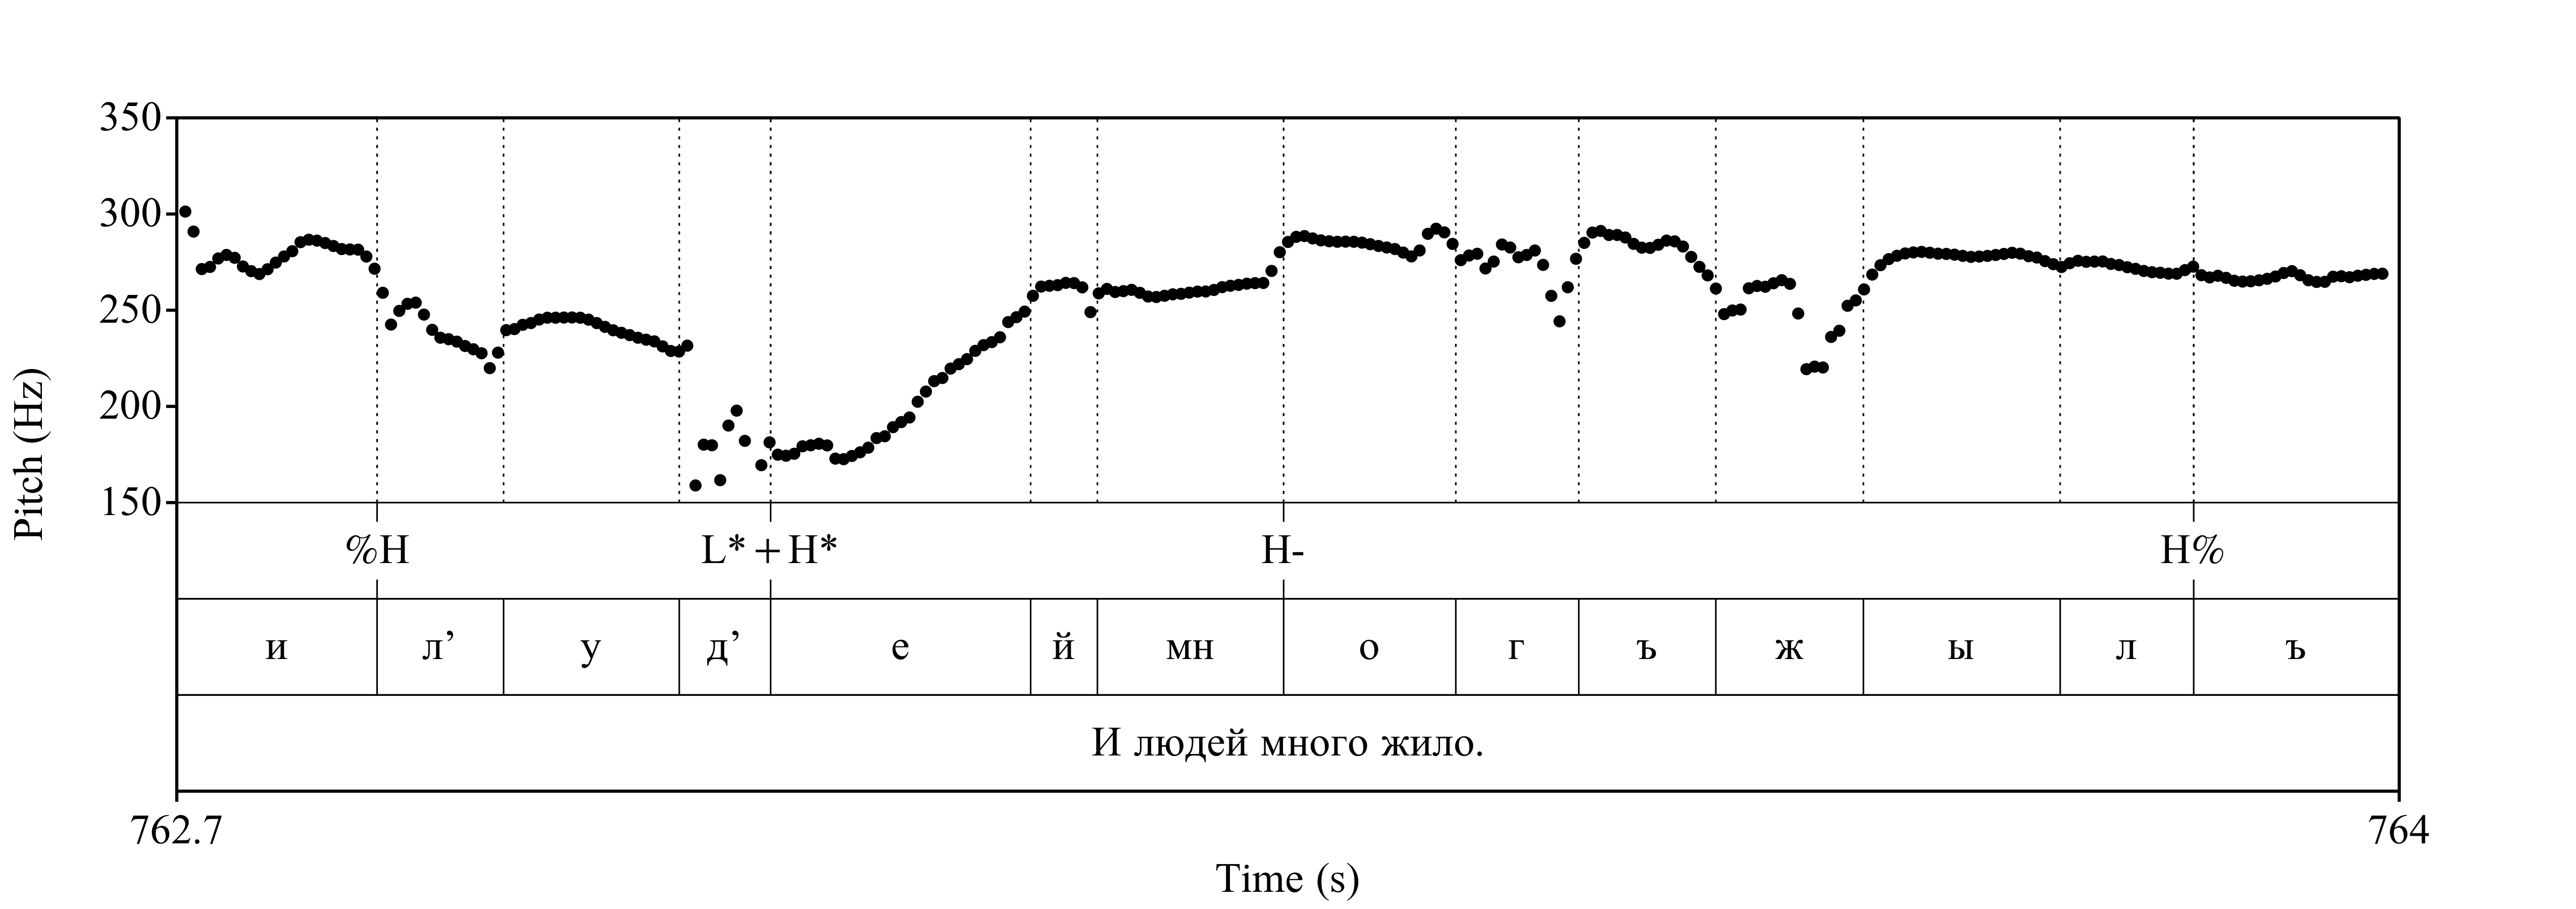 350
300
250
200
150
Pitch (Hz)
%H L* + H* H- H%
и л’ у д’ е й мн о г ъ ж ы л ъ
И людей много жило.
762.7 764
Time (s)